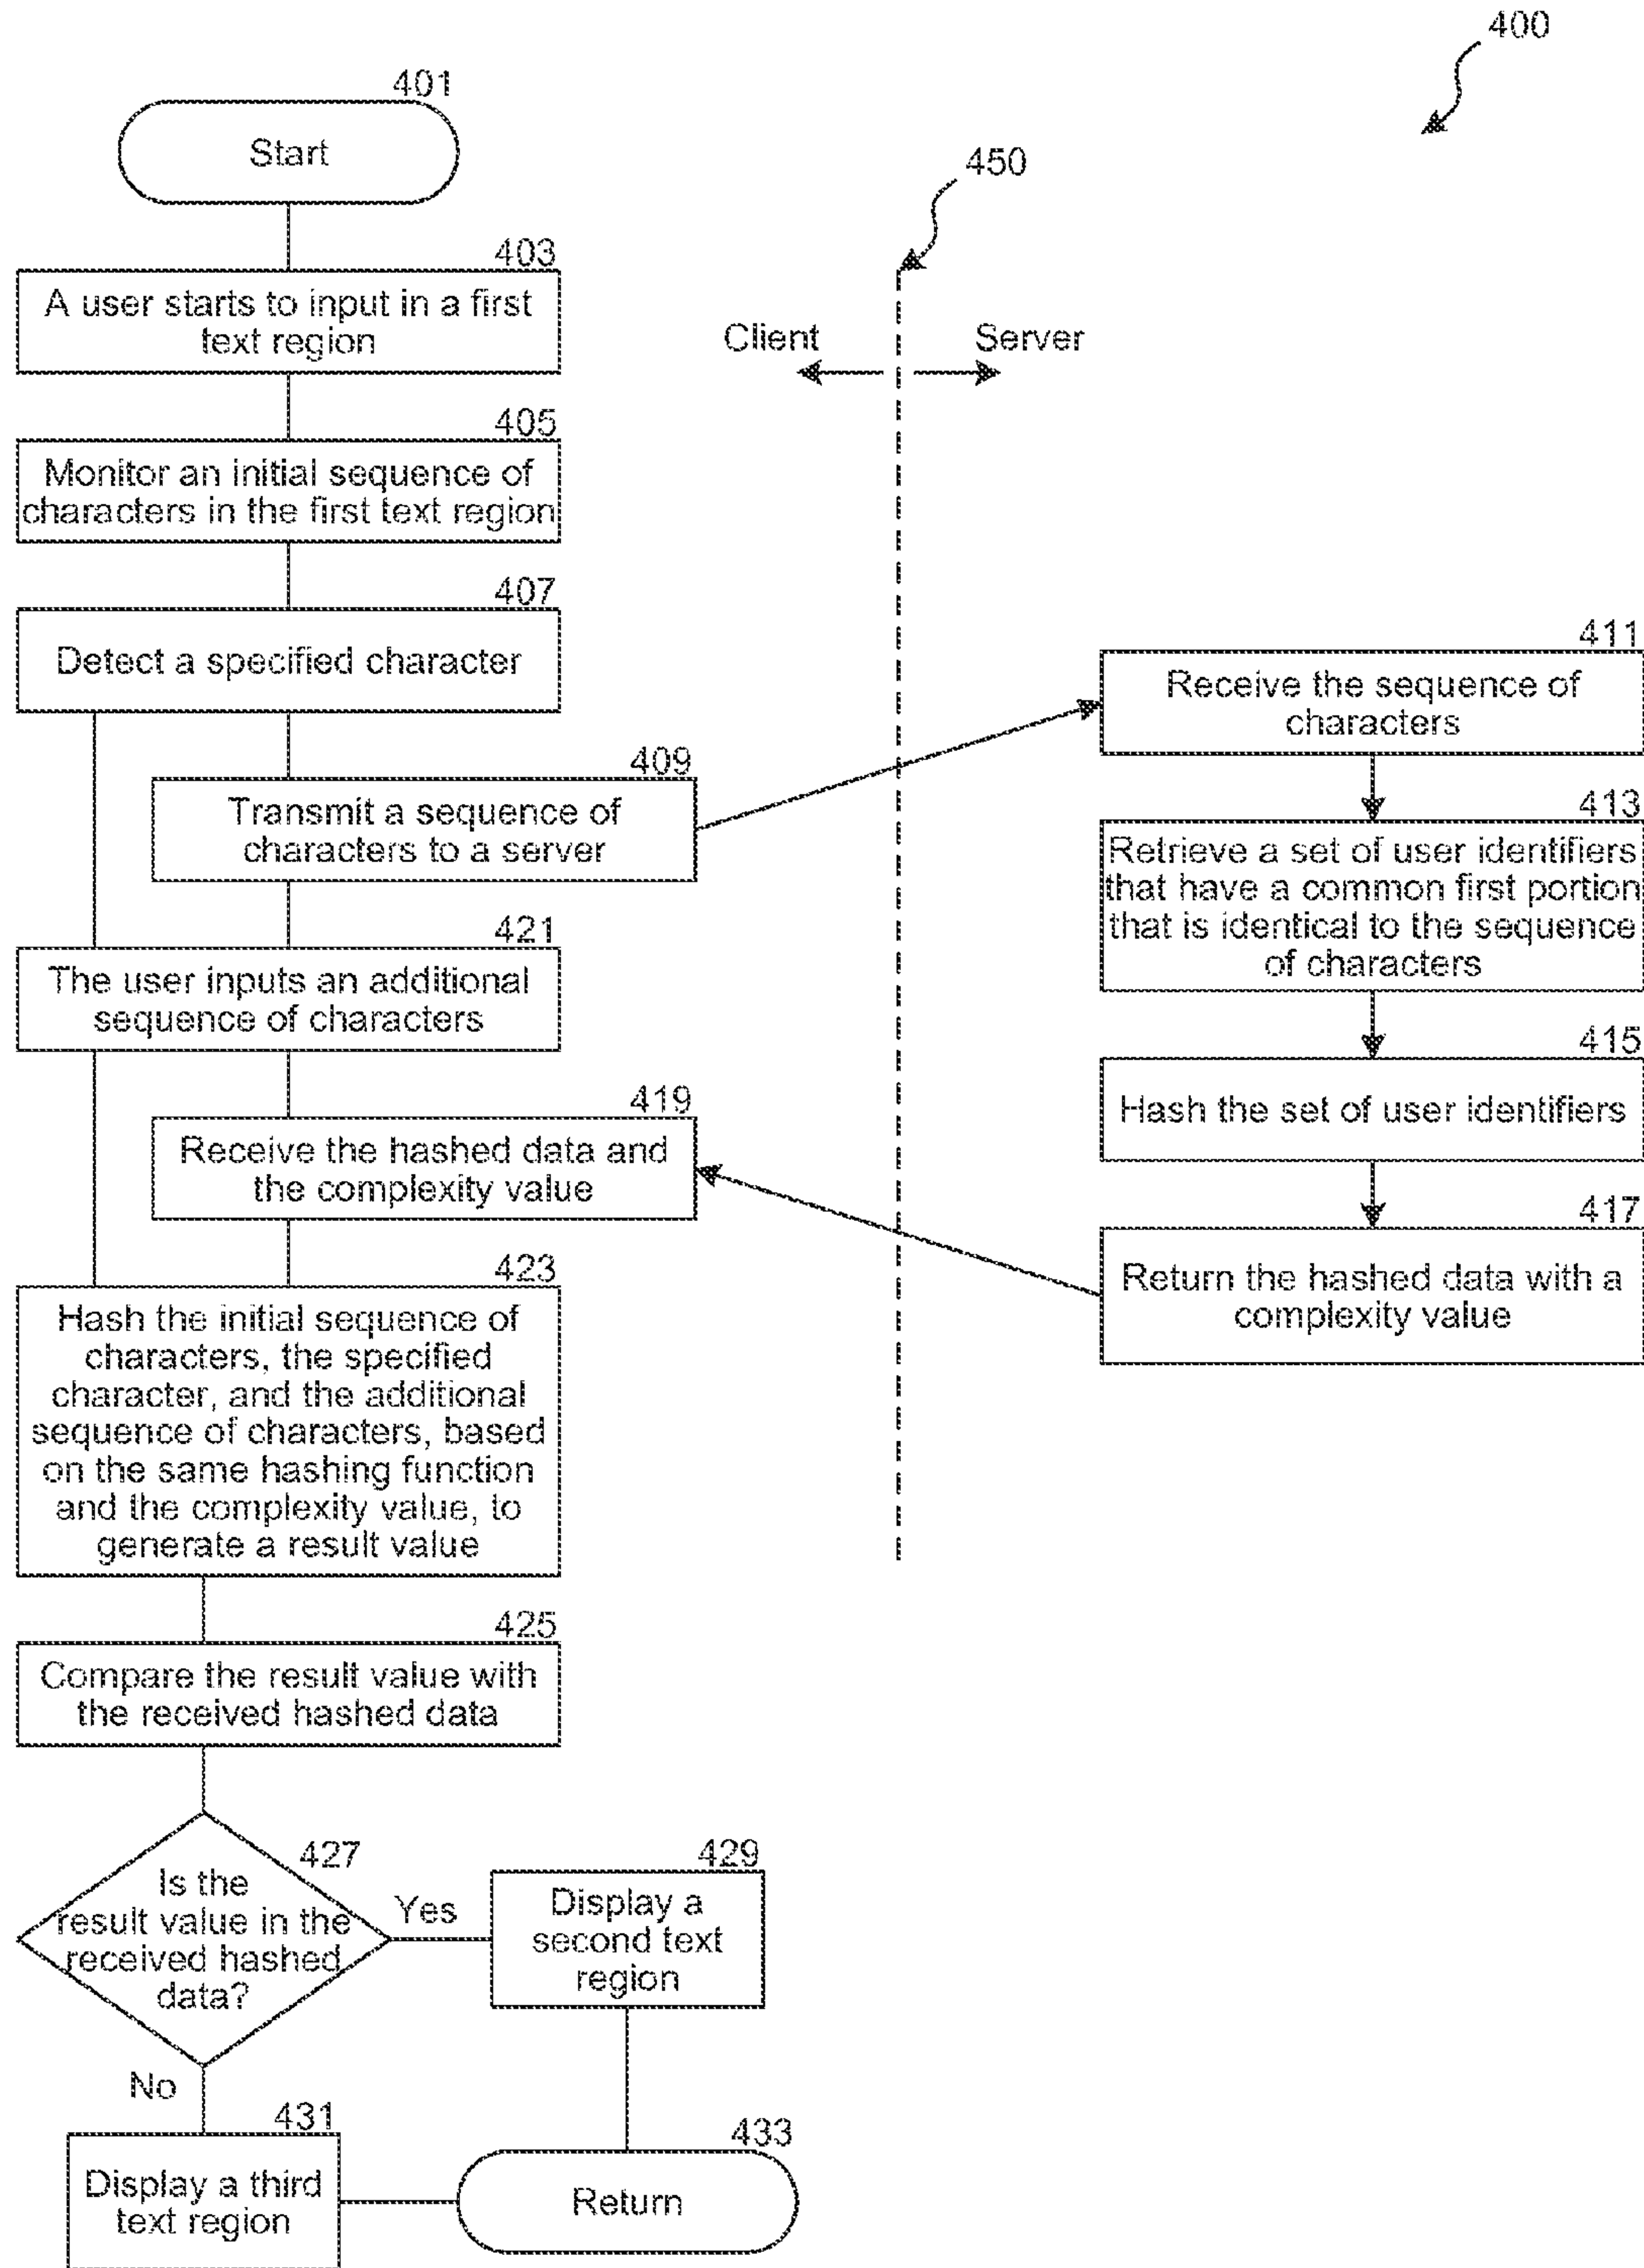 400
401
Start
450
403
A user starts to input in a first
text region
Client
Server
405
Monitor an initial sequence of
characters in the first text region
407
Detect a specified character
411
Receive the sequence of
characters
409
Transmit a sequence of
characters to a server
413
Retrieve a set of user identifiers
that have a common first portion
that is identical to the sequence
of characters
421
The user inputs an additional
sequence of characters
415
Hash the set of user identifiers
419
Receive the hashed data and
the complexity value
417
Return the hashed data with a
complexity value
423
Hash the initial sequence of
characters, the specified
character, and the additional
sequence of characters, based
on the same hashing function
and the complexity value, to
generate a result value
425
Compare the result value with
the received hashed data
427
Is the
result value in the
received hashed
data?
Yes
429
Display a
second text
region
No
431
Display a third
text region
433
Return